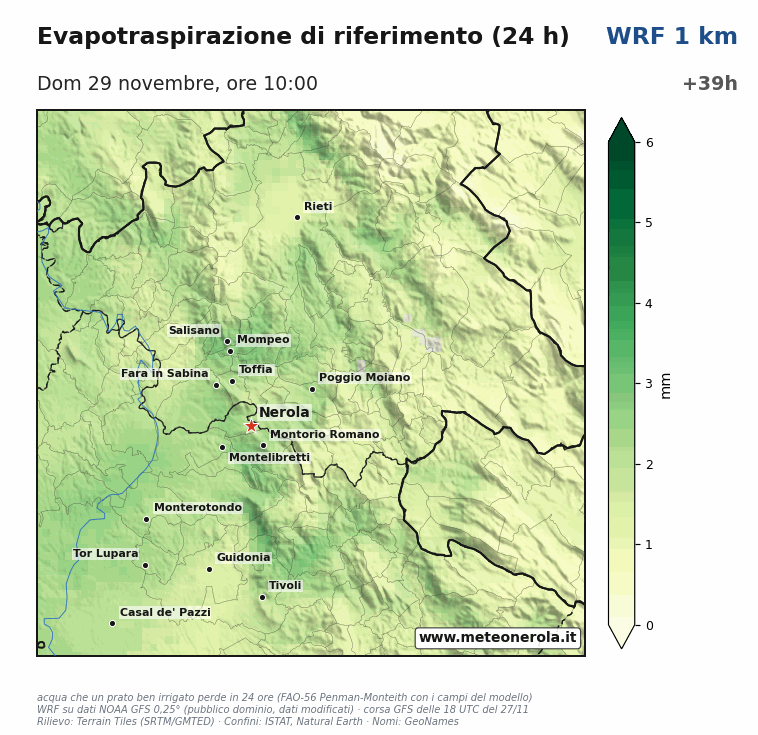 Evapotraspirazione di riferimento (24 h) WRF 1 km
Dom 29 novembre, ore 10:00 +39h
Rieti
Salisano
Mompeo
Toffia
Fara in Sabina
Poggio Moiano
Nerola
Montorio Romano
Montelibretti
Monterotondo
Tor Lupara
Guidonia
Tivoli
Casal de' Pazzi
www.meteonerola.it
6
5
4
3
2
1
0
mm
acqua che un prato ben irrigato perde in 24 ore (FAO-56 Penman-Monteith con i campi del modello)
WRF su dati NOAA GFS 0,25° (pubblico dominio, dati modificati) · corsa GFS delle 18 UTC del 27/11
Rilievo: Terrain Tiles (SRTM/GMTED) · Confini: ISTAT, Natural Earth · Nomi: GeoNames